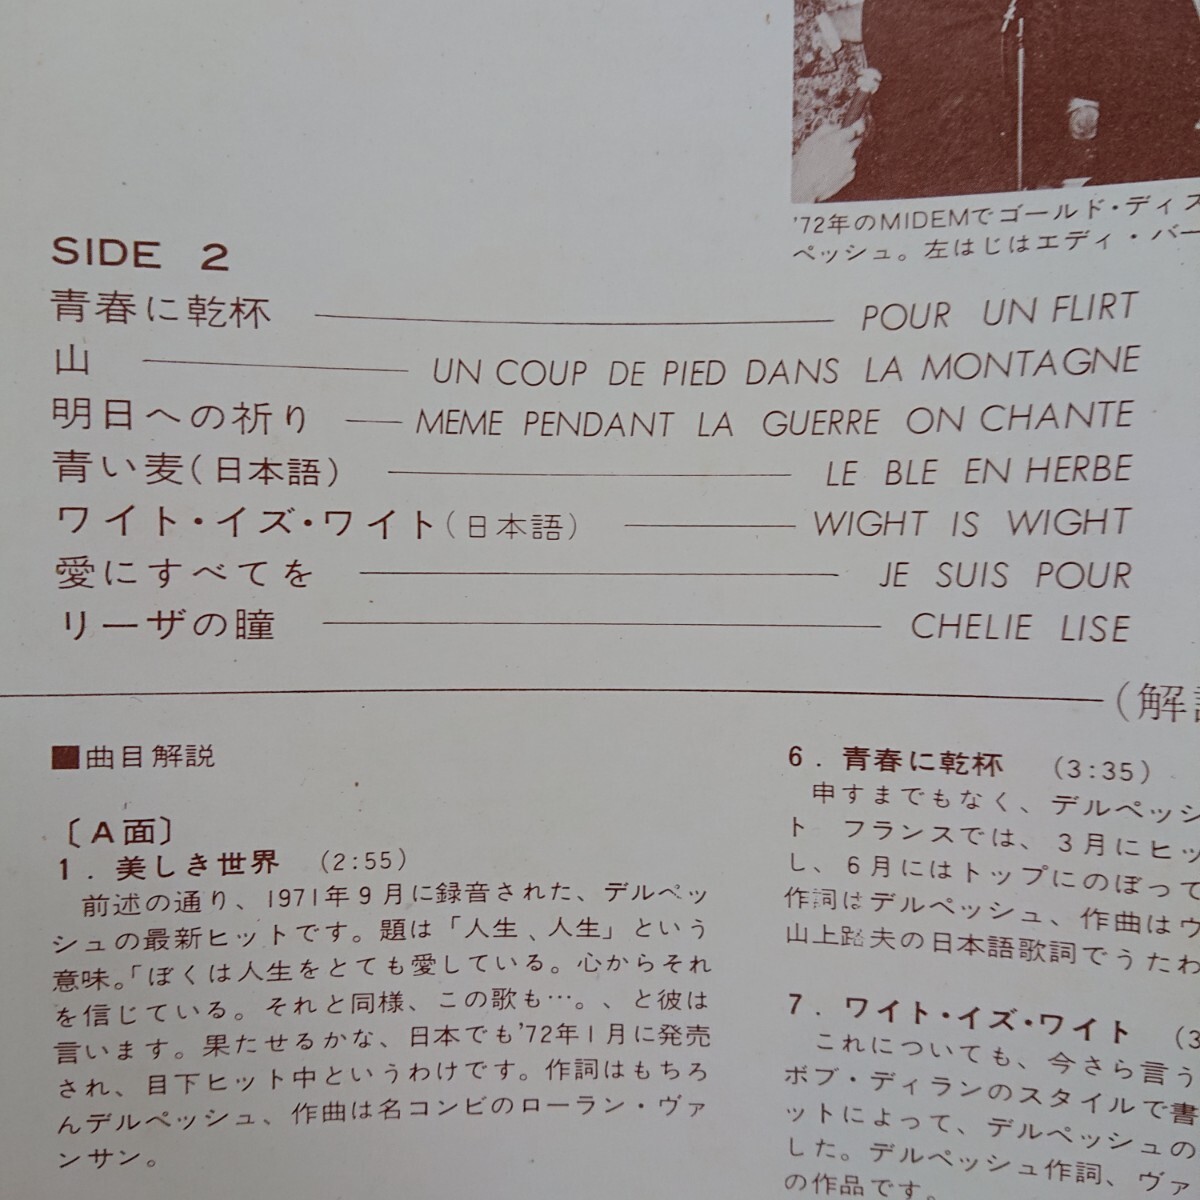 '72年のMIDEMでゴールド・ディス
ペッシュ。左はじはエディ・バー
SIDE 2
青春に乾杯 POUR UN FLIRT
山 UN COUP DE PIED DANS LA MONTAGNE
明日への祈り MEME PENDANT LA GUERRE ON CHANTE
青い麦(日本語) LE BLE EN HERBE
ワイト・イズ・ワイト(日本語) WIGHT IS WIGHT
愛にすべてを JE SUIS POUR
リーザの瞳 CHELIE LISE
(解説
■曲目解説
〔A面〕
1. 美しき世界 (2:55)
前述の通り、1971年9月に録音された、デルペッ
シュの最新ヒットです。題は「人生、人生」という
意味。「ぼくは人生をとても愛している。心からそれ
を信じている。それと同様、この歌も…。、と彼は
言います。果たせるかな、日本でも'72年1月に発売
され、目下ヒット中というわけです。作詞はもちろ
んデルペッシュ、作曲は名コンビのローラン・ヴァ
ンサン。
6. 青春に乾杯 (3:35)
申すまでもなく、デルペッシ
ト フランスでは、3月にヒッ
し、6月にはトップにのぼって
作詞はデルペッシュ、作曲はヴ
山上路夫の日本語歌詞でうたわ
7. ワイト・イズ・ワイト (3
これについても、今さら言う
ボブ・ディランのスタイルで書
ットによって、デルペッシュの
した。デルペッシュ作詞、ヴァ
の作品です。